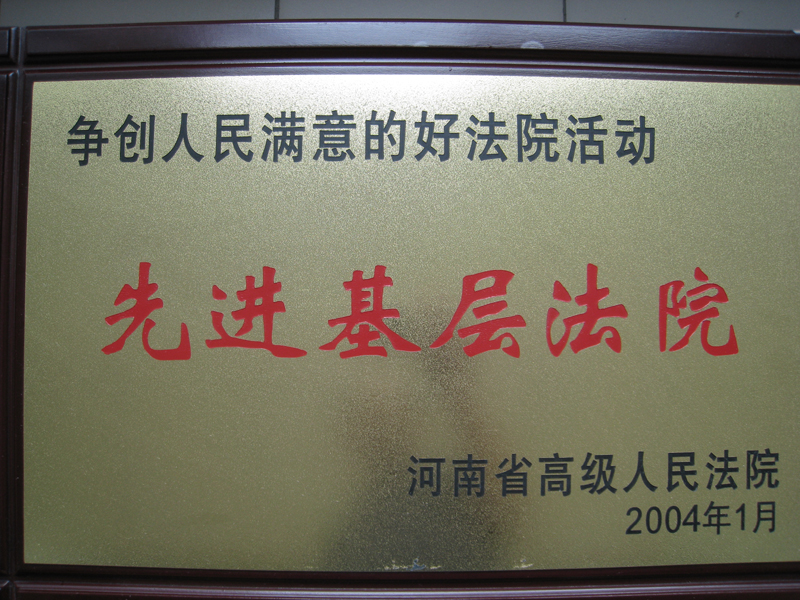 争创人民满意的好法院活动
先进基层法院
河南省高级人民法院
2004年1月